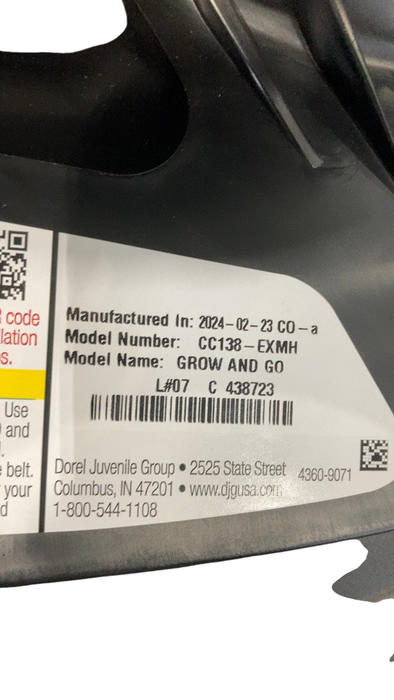 R code
llation
s.
Use
and
.
e belt.
your
d
Manufactured In: 2024-02-23 CO-a
Model Number: CC138-EXMH
Model Name: GROW AND GO
L#07 C 438723
Dorel Juvenile Group • 2525 State Street 4360-9071
Columbus, IN 47201 • www.djgusa.com
1-800-544-1108